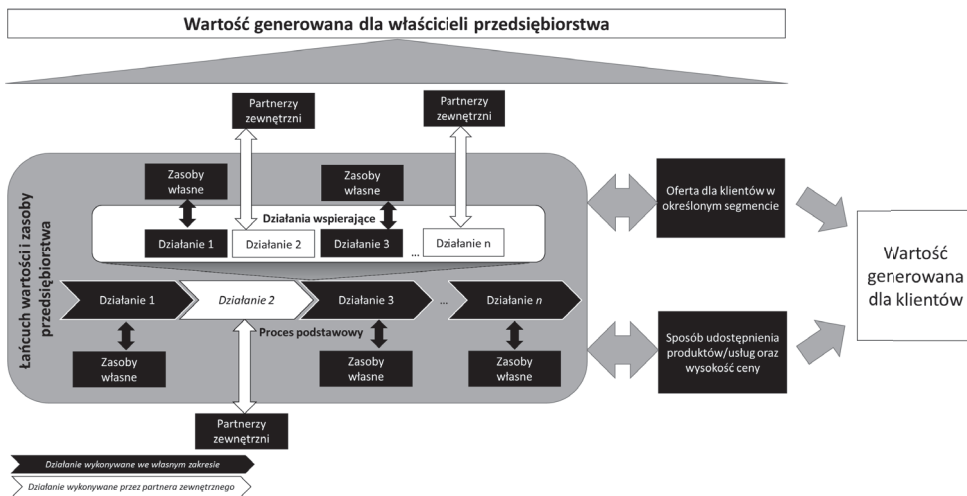 Wartość generowana dla właścicieli przedsiębiorstwa
Partnerzy
zewnętrzni
Partnerzy
zewnętrzni
Łańcuch wartości i zasoby
przedsiębiorstwa
Zasoby
własne
Zasoby
własne
Działania wspierające
Działanie 1
Działanie 2
Działanie 3
...
Działanie n
Działanie 1
Działanie 2
Działanie 3
...
Działanie n
Proces podstawowy
Zasoby
własne
Zasoby
własne
Zasoby
własne
Partnerzy
zewnętrzni
Oferta dla klientów w
określonym segmencie
Sposób udostępnienia
produktów/usług oraz
wysokość ceny
Wartość
generowana
dla klientów
Działanie wykonywane we własnym zakresie
Działanie wykonywane przez partnera zewnętrznego